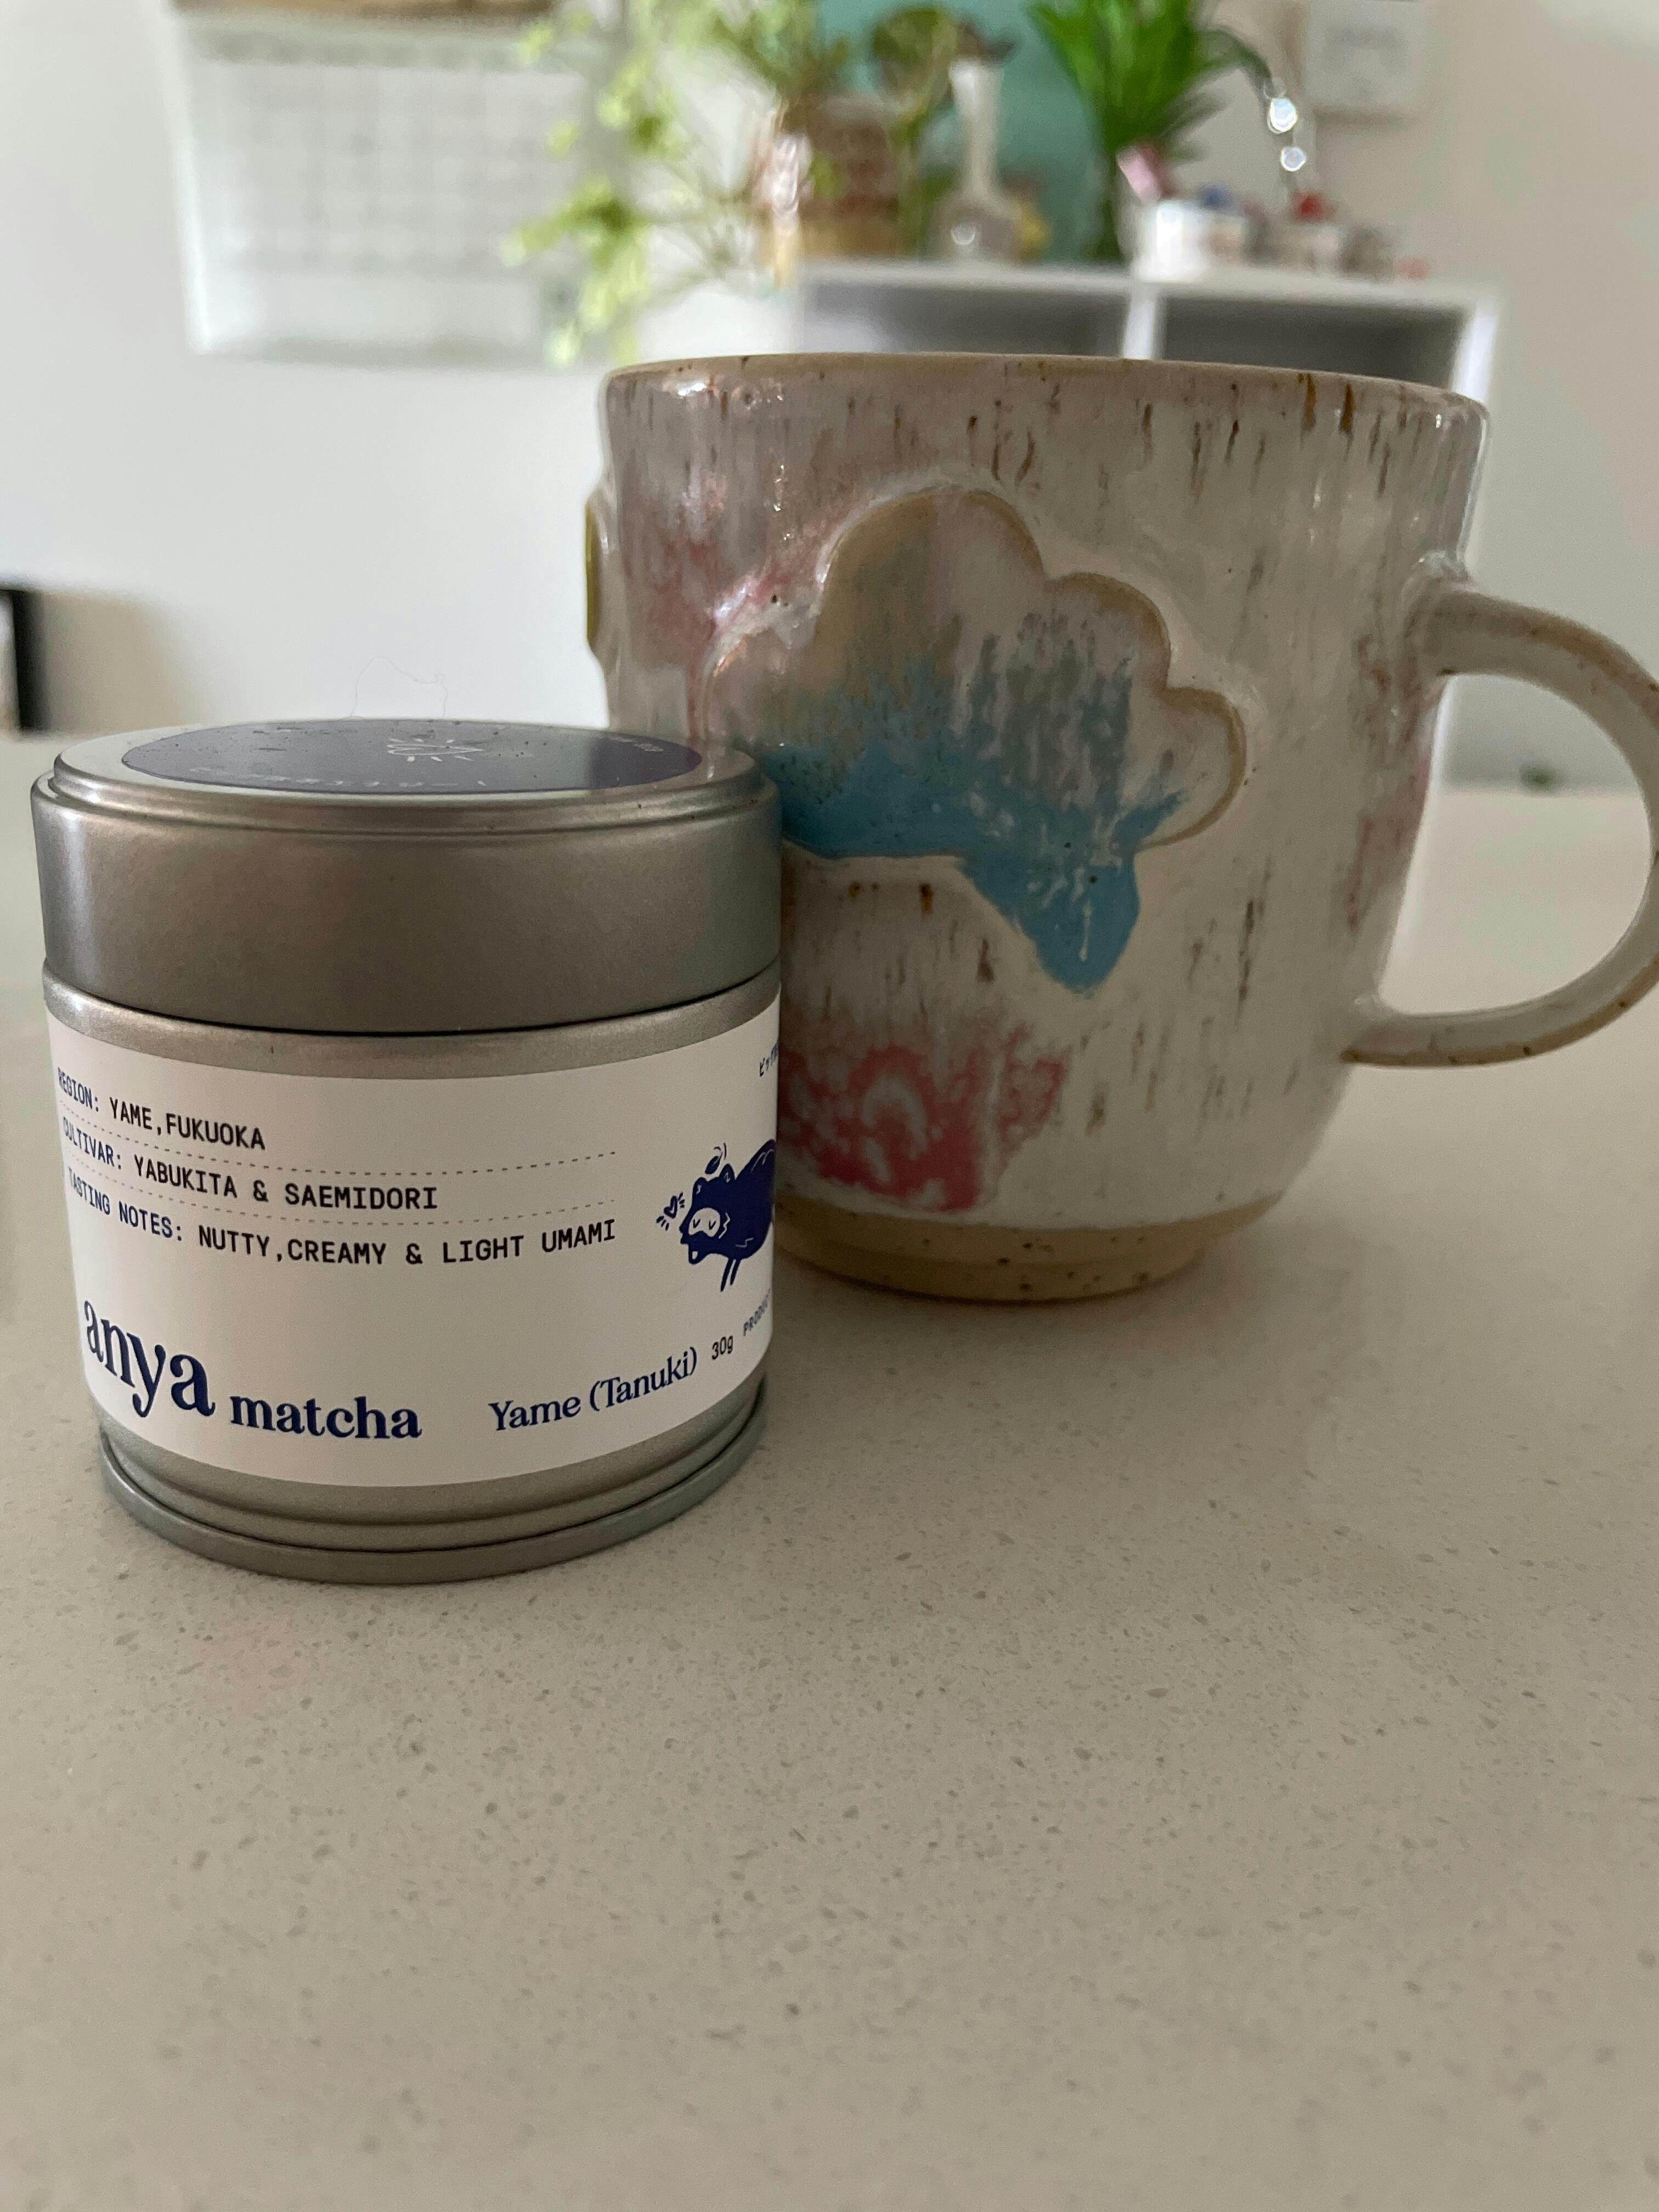 REGION: YAME,FUKUOKA
CULTIVAR: YABUKITA & SAEMIDORI
TASTING NOTES: NUTTY,CREAMY & LIGHT UMAMI
anya matcha
Yame (Tanuki) 30g